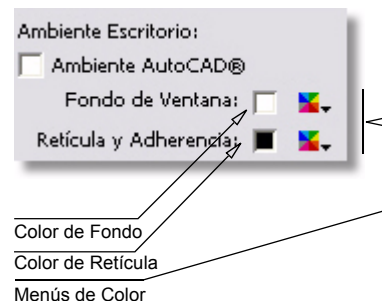 Ambiente Escritorio:
Ambiente AutoCAD®
Fondo de Ventana:
Retícula y Adherencia:
Color de Fondo
Color de Retícula
Menús de Color